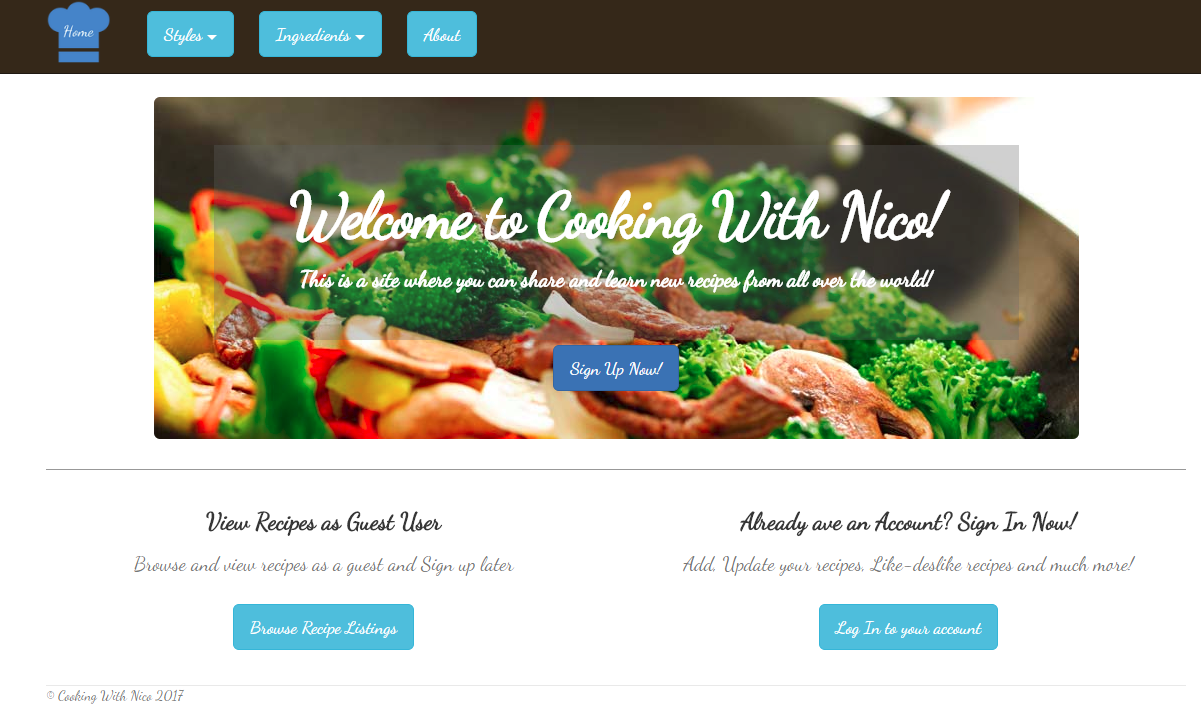 Home
Styles
Ingredients
About
Welcome to Cooking With Nico!
This is a site where you can share and learn new recipes from all over the world!
Sign Up Now!
View Recipes as Guest User
Already ave an Account? Sign In Now!
Browse and view recipes as a guest and Sign up later
Add, Update your recipes, Like-deslike recipes and much more!
Browse Recipe Listings
Log In to your account
© Cooking With Nico 2017